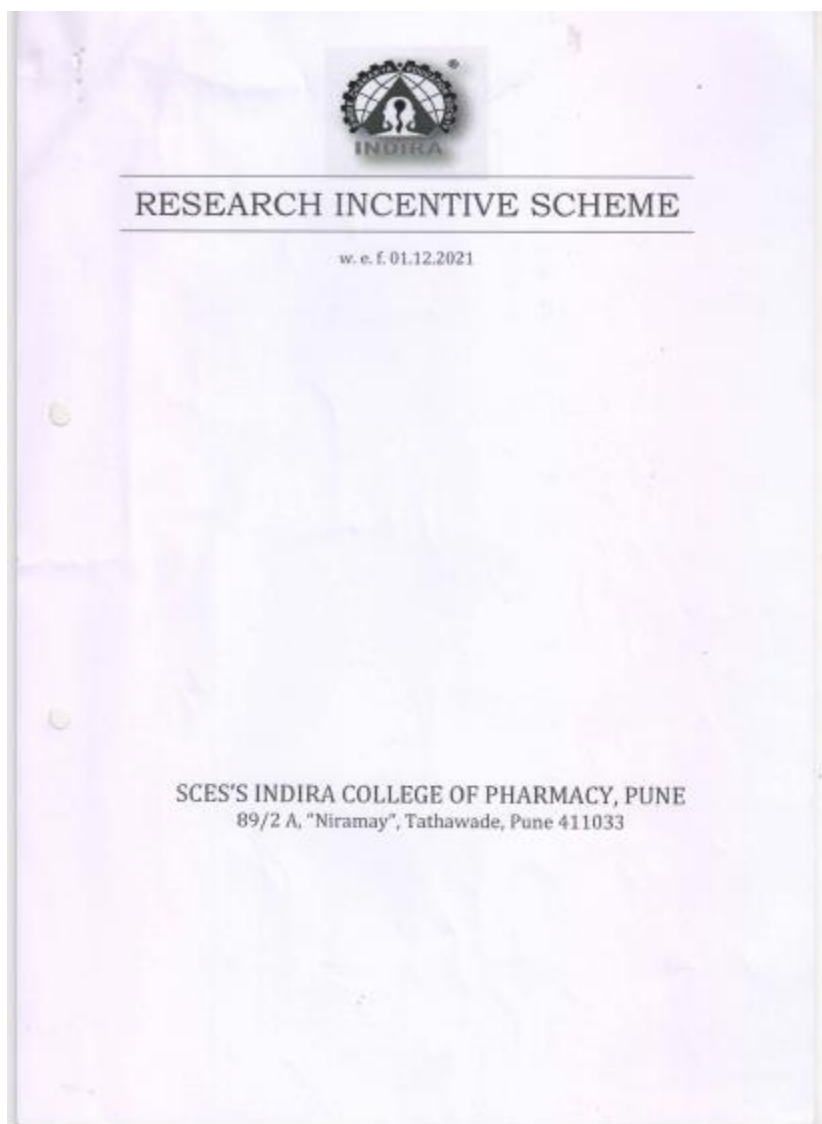 INDIRA
RESEARCH INCENTIVE SCHEME
w. e. f. 01.12.2021
SCES'S INDIRA COLLEGE OF PHARMACY, PUNE
89/2 A, "Niramay", Tathawade, Pune 411033